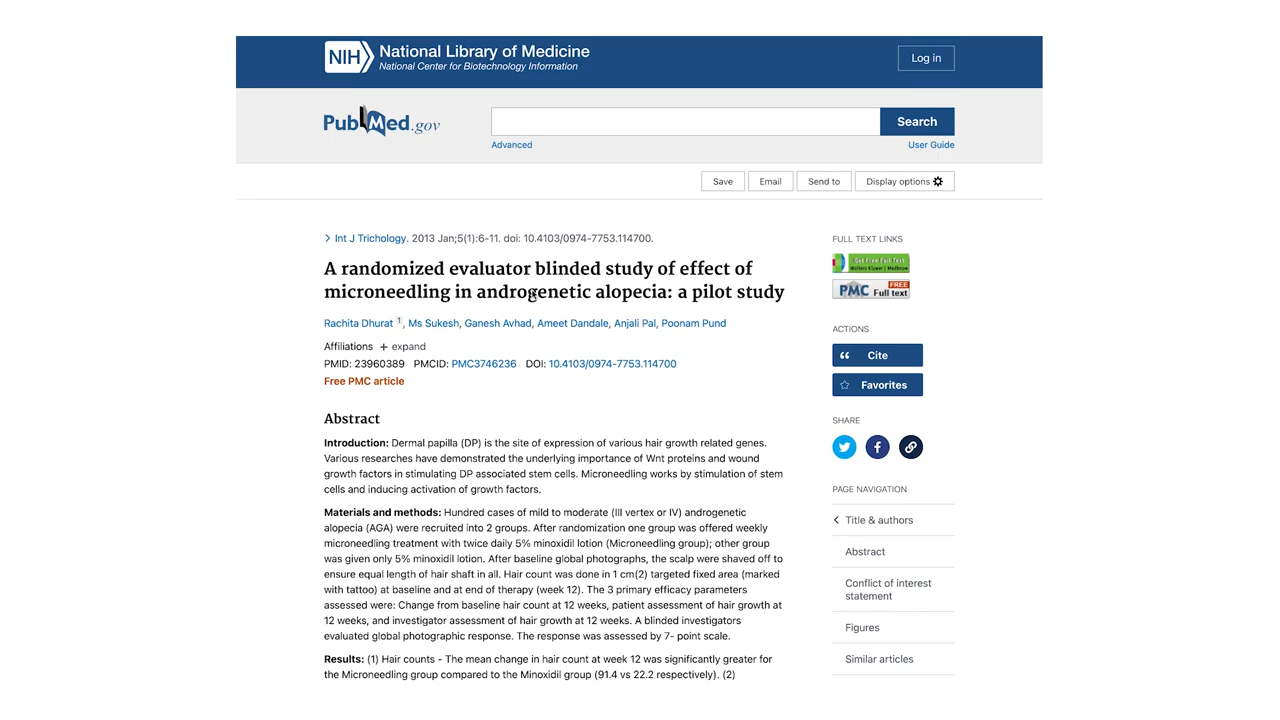 NIH National Library of Medicine
National Center for Biotechnology Information
Log in
PubMed.gov
Search
Advanced
User Guide
Save
Email
Send to
Display options
Int J Trichology. 2013 Jan;5(1):6-11. doi: 10.4103/0974-7753.114700.
A randomized evaluator blinded study of effect of
microneedling in androgenetic alopecia: a pilot study
Rachita Dhurat 1, Ms Sukesh, Ganesh Avhad, Ameet Dandale, Anjali Pal, Poonam Pund
Affiliations + expand
PMID: 23960389 PMCID: PMC3746236 DOI: 10.4103/0974-7753.114700
Free PMC article
Abstract
Introduction: Dermal papilla (DP) is the site of expression of various hair growth related genes.
Various researches have demonstrated the underlying importance of Wnt proteins and wound
growth factors in stimulating DP associated stem cells. Microneedling works by stimulation of stem
cells and inducing activation of growth factors.
Materials and methods: Hundred cases of mild to moderate (III vertex or IV) androgenetic
alopecia (AGA) were recruited into 2 groups. After randomization one group was offered weekly
microneedling treatment with twice daily 5% minoxidil lotion (Microneedling group); other group
was given only 5% minoxidil lotion. After baseline global photographs, the scalp were shaved off to
ensure equal length of hair shaft in all. Hair count was done in 1 cm(2) targeted fixed area (marked
with tattoo) at baseline and at end of therapy (week 12). The 3 primary efficacy parameters
assessed were: Change from baseline hair count at 12 weeks, patient assessment of hair growth at
12 weeks, and investigator assessment of hair growth at 12 weeks. A blinded investigators
evaluated global photographic response. The response was assessed by 7- point scale.
Results: (1) Hair counts - The mean change in hair count at week 12 was significantly greater for
the Microneedling group compared to the Minoxidil group (91.4 vs 22.2 respectively). (2)
FULL TEXT LINKS
Get Free Full Text
Wolters Kluwer | Medknow
PMC FREE Full text
ACTIONS
Cite
Favorites
SHARE
PAGE NAVIGATION
Title & authors
Abstract
Conflict of interest
statement
Figures
Similar articles